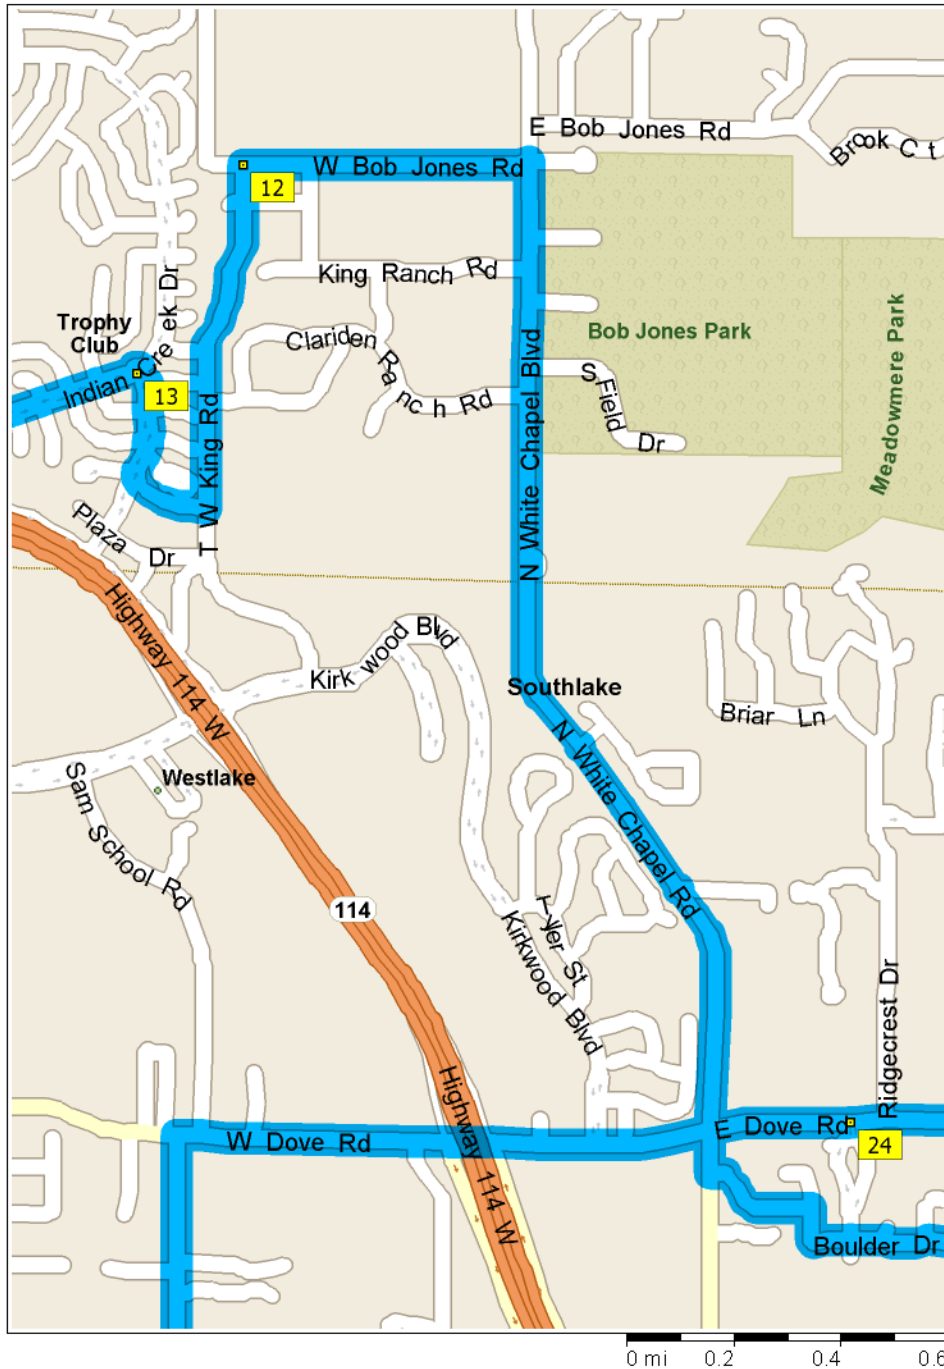 E Bob Jones Rd
Brook Ct
W Bob Jones Rd
12
King Ranch Rd
Indian Creek Dr
Trophy
Club
Clariden Ranch Rd
Bob Jones Park
Meadowmere Park
S Field Dr
13
T W King Rd
N White Chapel Blvd
Plaza Dr
Highway 114 W
Kirkwood Blvd
Southlake
Briar Ln
N White Chapel Rd
Westlake
Sam School Rd
114
Tyler St
Kirkwood Blvd
Ridgecrest Dr
Highway 114 W
W Dove Rd
E Dove Rd
24
Boulder Dr
0 mi 0.2 0.4 0.6